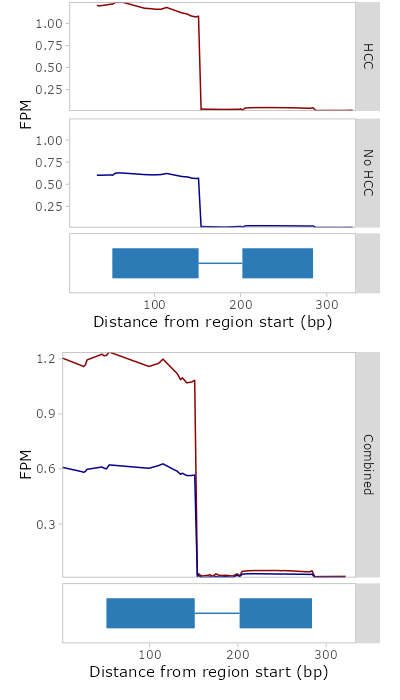 1.00
0.75
0.50
0.25
HCC
FPM
1.00
0.75
0.50
0.25
No HCC
100 200 300
Distance from region start (bp)
1.2
0.9
0.6
0.3
FPM
Combined
100 200 300
Distance from region start (bp)